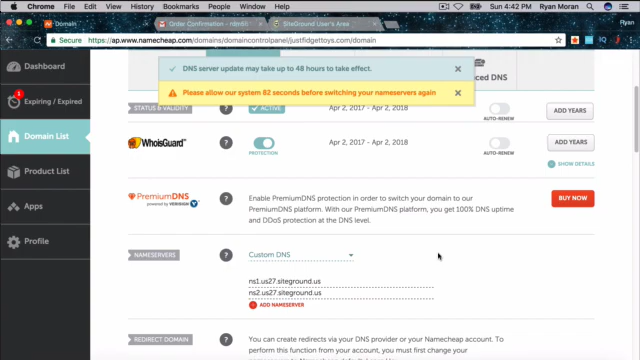 Chrome File Edit View History Bookmarks People Window Help
Sun 4:42 PM Ryan Moran
Domain
Order Confirmation - ndm60
SiteGround User's Area
Ryan
Secure https://ap.www.namecheap.com/domains/domaincontrolpanel/justfidgettoys.com/domain
DNS server update may take up to 48 hours to take effect.
Please allow our system 82 seconds before switching your nameservers again
Dashboard
1
Expiring / Expired
Domain List
Product List
Apps
Profile
STATUS & VALIDITY ? ACTIVE Apr 2, 2017 - Apr 2, 2018 AUTO-RENEW ADD YEARS
WhoisGuard ? PROTECTION Apr 2, 2017 - Apr 2, 2018 AUTO-RENEW ADD YEARS
SHOW DETAILS
PremiumDNS
powered by VERISIGN
?
Enable PremiumDNS protection in order to switch your domain to our
PremiumDNS platform. With our PremiumDNS platform, you get 100% DNS uptime
and DDoS protection at the DNS level.
BUY NOW
NAMESERVERS ? Custom DNS
ns1.us27.siteground.us
ns2.us27.siteground.us
ADD NAMESERVER
REDIRECT DOMAIN ?
You can create redirects via your DNS provider or your Namecheap account. To
perform this function from your account, you must first change your